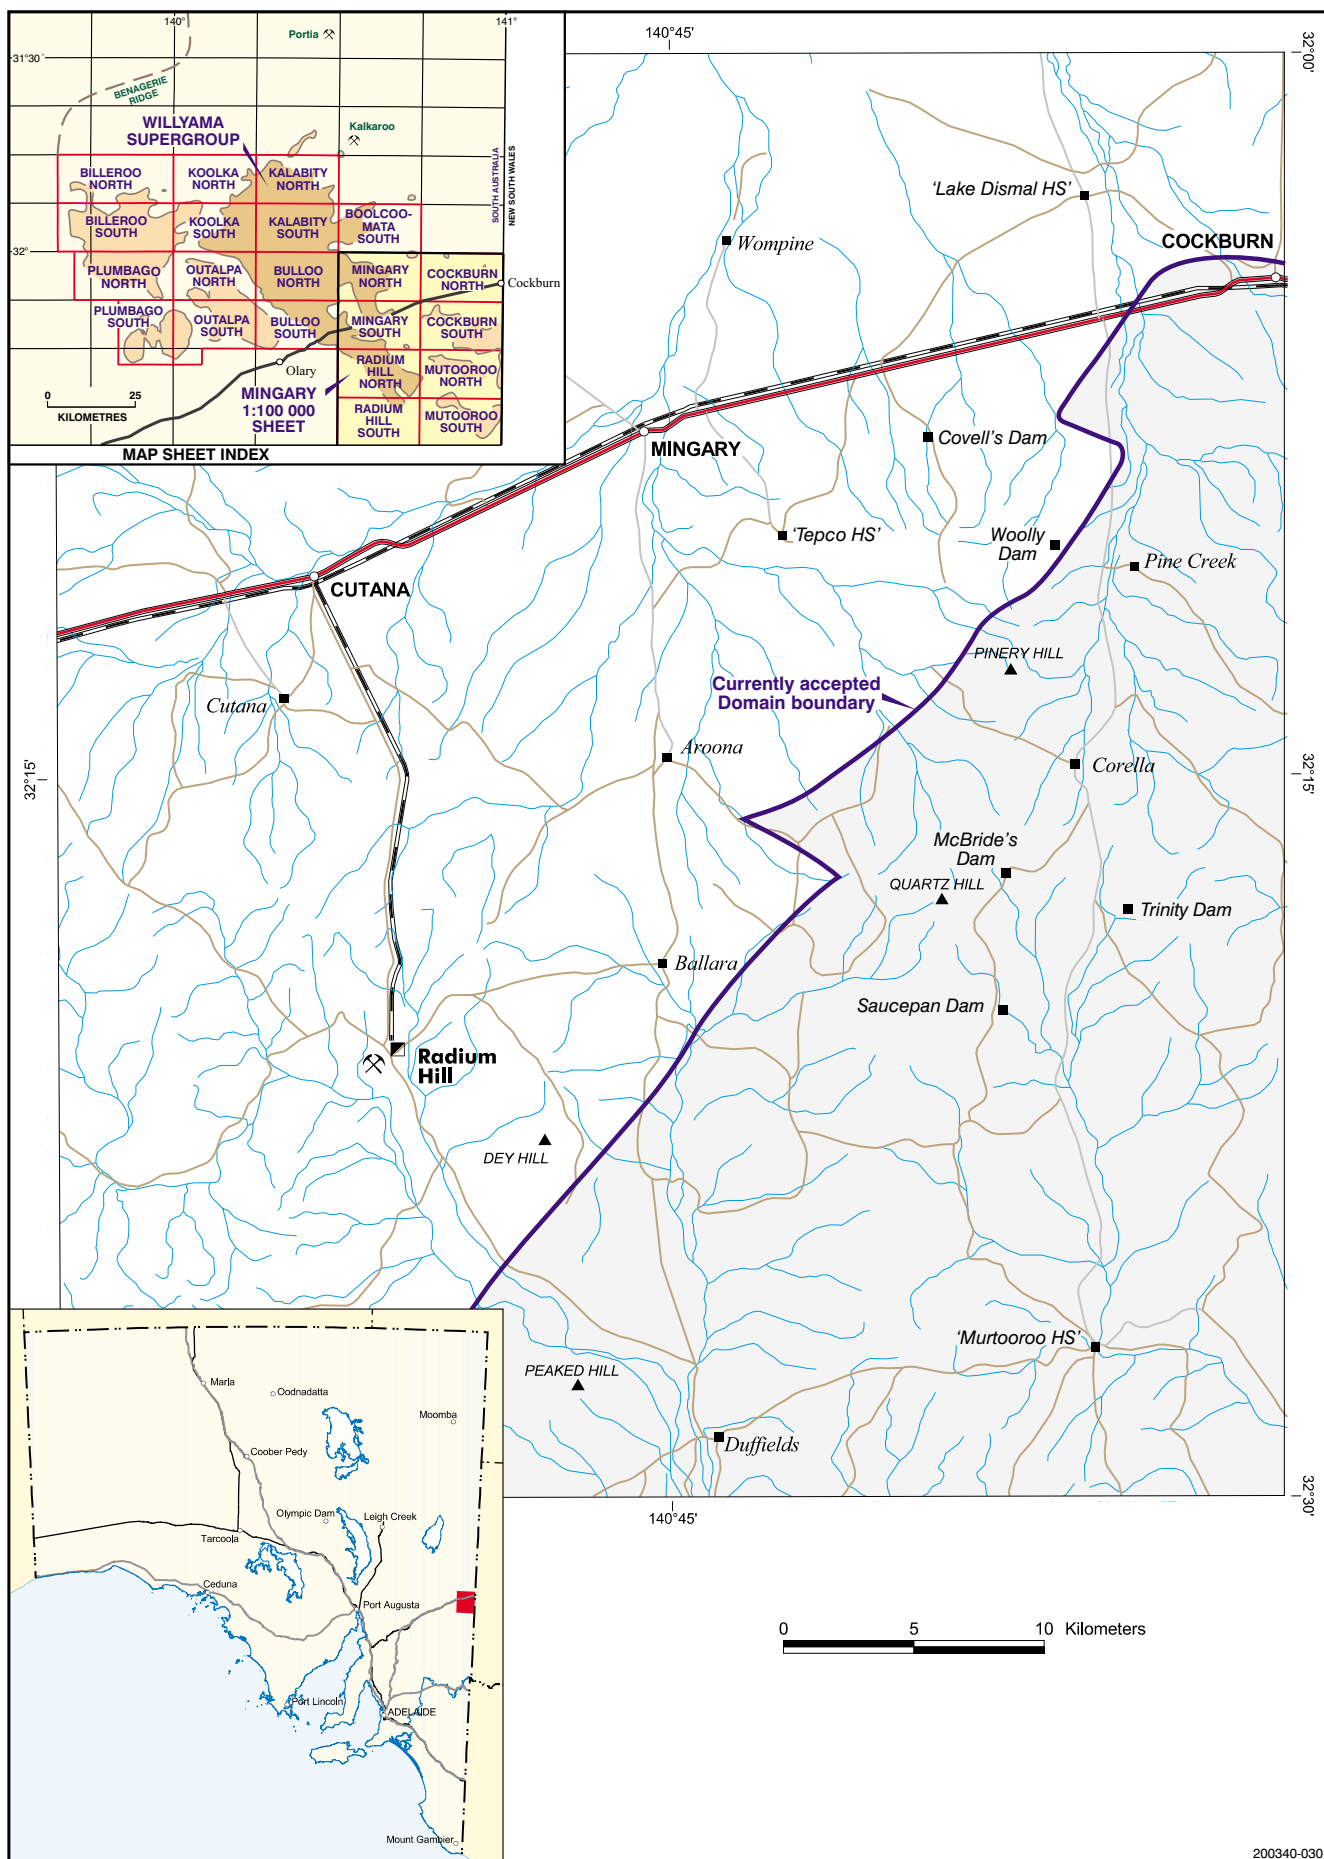 140°
141°
Portia
31°30'
BENAGERIE
RIDGE
WILLYAMA
SUPERGROUP
Kalkaroo
SOUTH AUSTRALIA
NEW SOUTH WALES
BILLEROO
NORTH
KOOLKA
NORTH
KALABITY
NORTH
BILLEROO
SOUTH
KOOLKA
SOUTH
KALABITY
SOUTH
BOOLCOO-
MATA
SOUTH
32°
PLUMBAGO
NORTH
OUTALPA
NORTH
BULLOO
NORTH
MINGARY
NORTH
COCKBURN
NORTH
Cockburn
PLUMBAGO
SOUTH
OUTALPA
SOUTH
BULLOO
SOUTH
MINGARY
SOUTH
COCKBURN
SOUTH
Olary
RADIUM
HILL
NORTH
MUTOOROO
NORTH
MINGARY
1:100 000
SHEET
RADIUM
HILL
SOUTH
MUTOOROO
SOUTH
0 25
KILOMETRES
MAP SHEET INDEX
140°45'
32°00'
'Lake Dismal HS'
Wompine
COCKBURN
MINGARY
Covell's Dam
'Tepco HS'
Woolly
Dam
Pine Creek
CUTANA
PINERY HILL
Currently accepted
Domain boundary
Cutana
Aroona
Corella
32°15'
32°15'
McBride's
Dam
QUARTZ HILL
Trinity Dam
Ballara
Saucepan Dam
Radium
Hill
DEY HILL
'Murtooroo HS'
PEAKED HILL
Duffields
32°30'
140°45'
Marla
Oodnadatta
Moomba
Coober Pedy
Olympic Dam
Leigh Creek
Tarcoola
Ceduna
Port Augusta
Port Lincoln
ADELAIDE
Mount Gambier
0 5 10 Kilometers
200340-030